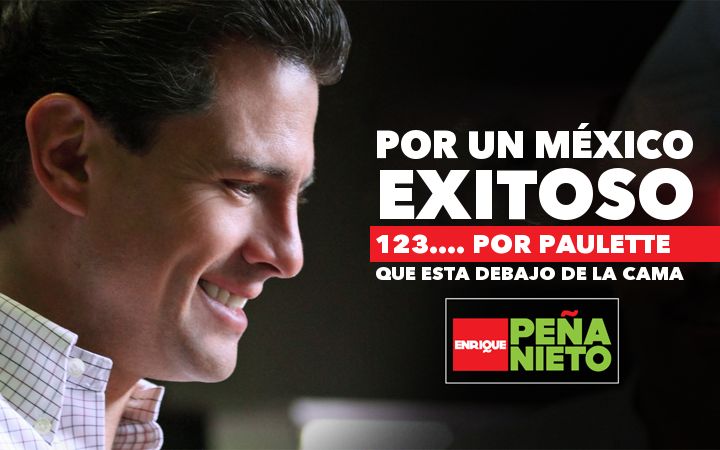 POR UN MÉXICO
EXITOSO
123.... POR PAULETTE
QUE ESTA DEBAJO DE LA CAMA
ENRIQUE
PEÑA
NIETO